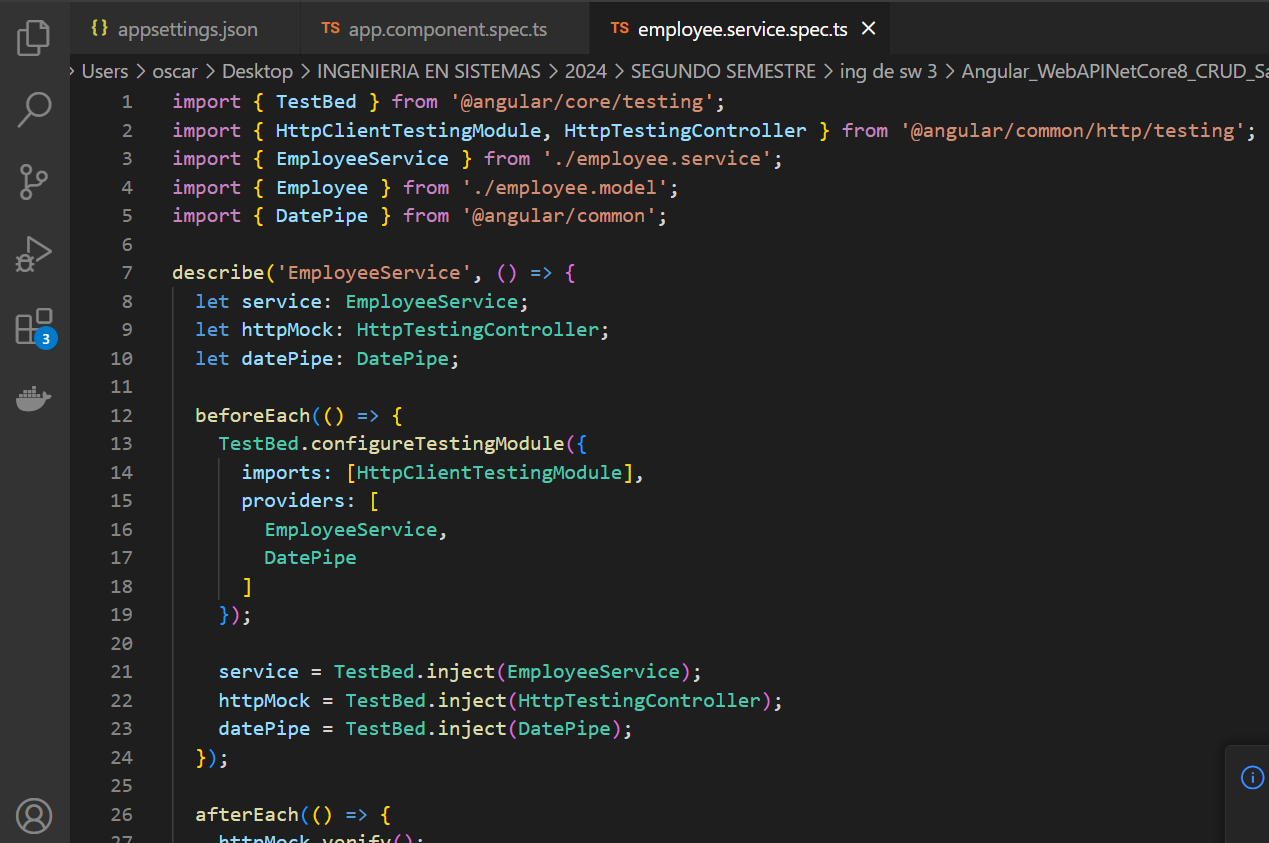 {} appsettings.json TS app.component.spec.ts TS employee.service.spec.ts ×
> Users > oscar > Desktop > INGENIERIA EN SISTEMAS > 2024 > SEGUNDO SEMESTRE > ing de sw 3 > Angular_WebAPINetCore8_CRUD_Sa
1 import { TestBed } from '@angular/core/testing';
2 import { HttpClientTestingModule, HttpTestingController } from '@angular/common/http/testing';
3 import { EmployeeService } from './employee.service';
4 import { Employee } from './employee.model';
5 import { DatePipe } from '@angular/common';
6
7 describe('EmployeeService', () => {
8 let service: EmployeeService;
9 let httpMock: HttpTestingController;
10 let datePipe: DatePipe;
11
12 beforeEach(() => {
13 TestBed.configureTestingModule({
14 imports: [HttpClientTestingModule],
15 providers: [
16 EmployeeService,
17 DatePipe
18 ]
19 });
20
21 service = TestBed.inject(EmployeeService);
22 httpMock = TestBed.inject(HttpTestingController);
23 datePipe = TestBed.inject(DatePipe);
24 });
25
26 afterEach(() => {
27 httpMock.verify();
3